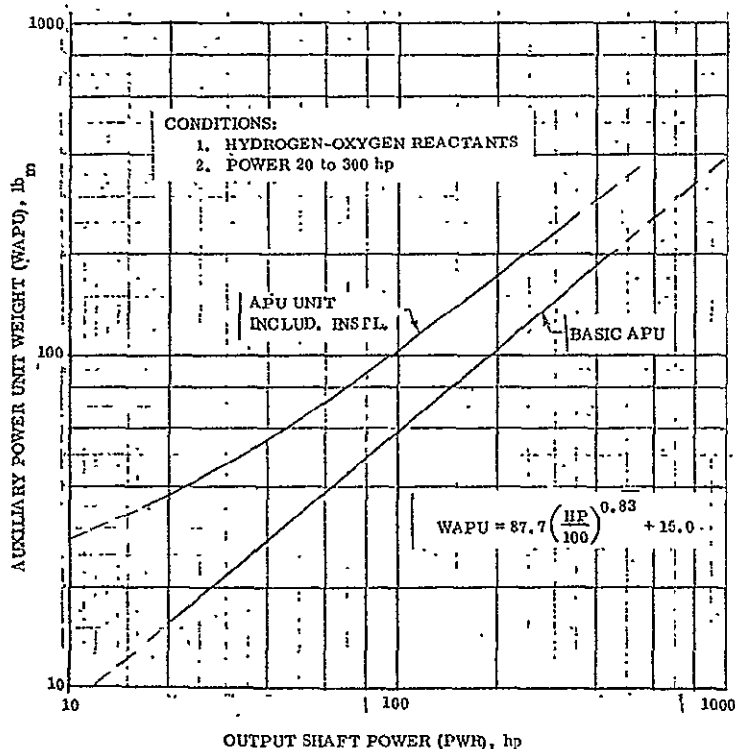 1000
CONDITIONS:
1. HYDROGEN-OXYGEN REACTANTS
2. POWER 20 to 300 hp
AUXILIARY POWER UNIT WEIGHT (WAPU), lbm
APU UNIT
INCLUD. INSTL.
BASIC APU
100
WAPU = 87.7 (HP/100)^0.83 + 15.0
10
10
100
1000
OUTPUT SHAFT POWER (PWR), hp